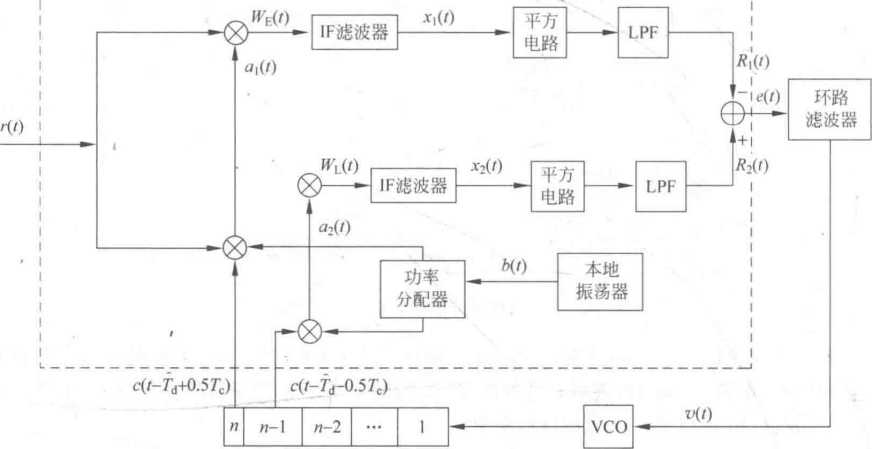 W_E(t)
IF滤波器
x_1(t)
平方
电路
LPF
R_1(t)
a_1(t)
r(t)
−
e(t)
环路
滤波器
+
W_L(t)
IF滤波器
x_2(t)
平方
电路
LPF
R_2(t)
a_2(t)
功率
分配器
b(t)
本地
振荡器
c(t−T̂_d+0.5T_c)
c(t−T̂_d−0.5T_c)
n
n−1
n−2
…
1
VCO
v(t)